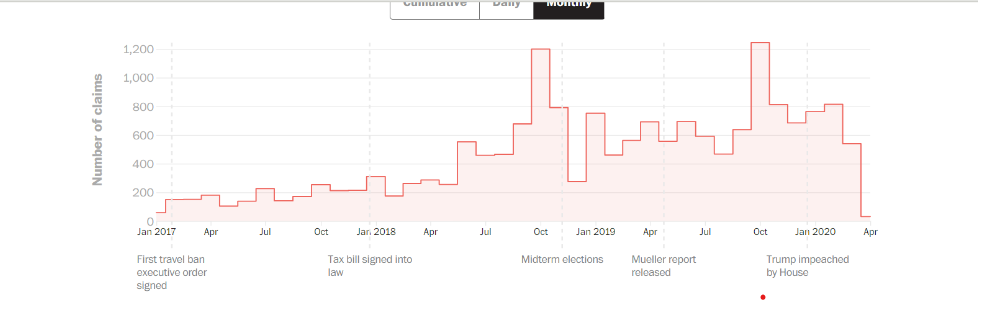 Cumulative
Daily
Monthly
Number of claims
1,200
1,000
800
600
400
200
0
Jan 2017
Apr
Jul
Oct
Jan 2018
Apr
Jul
Oct
Jan 2019
Apr
Jul
Oct
Jan 2020
Apr
First travel ban
executive order
signed
Tax bill signed into
law
Midterm elections
Mueller report
released
Trump impeached
by House